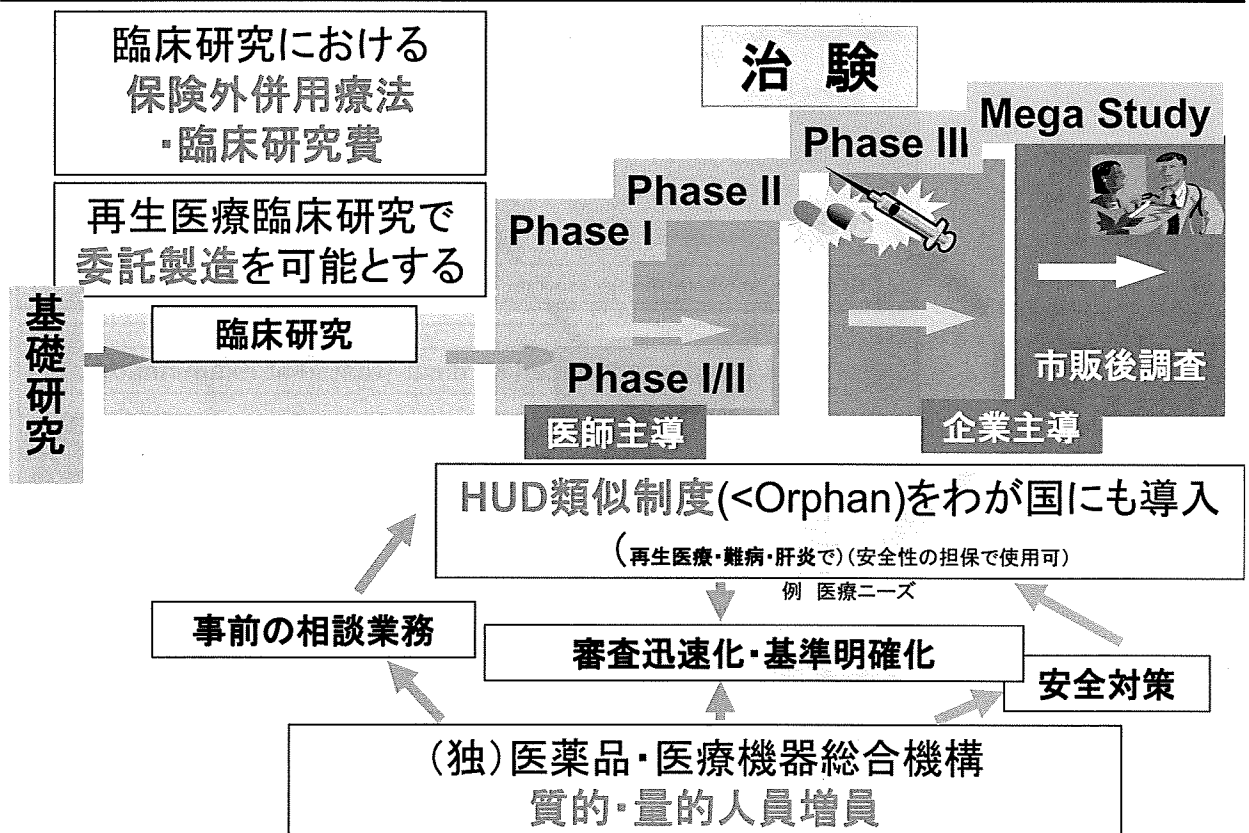 臨床研究における
保険外併用療法
・臨床研究費
再生医療臨床研究で
委託製造を可能とする
基礎研究
臨床研究
治 験
Phase I
Phase II
Phase III
Mega Study
Phase I/II
市販後調査
医師主導
企業主導
HUD類似制度(<Orphan)をわが国にも導入
(再生医療・難病・肝炎で)(安全性の担保で使用可)
例 医療ニーズ
事前の相談業務
審査迅速化・基準明確化
安全対策
(独)医薬品・医療機器総合機構
質的・量的人員増員